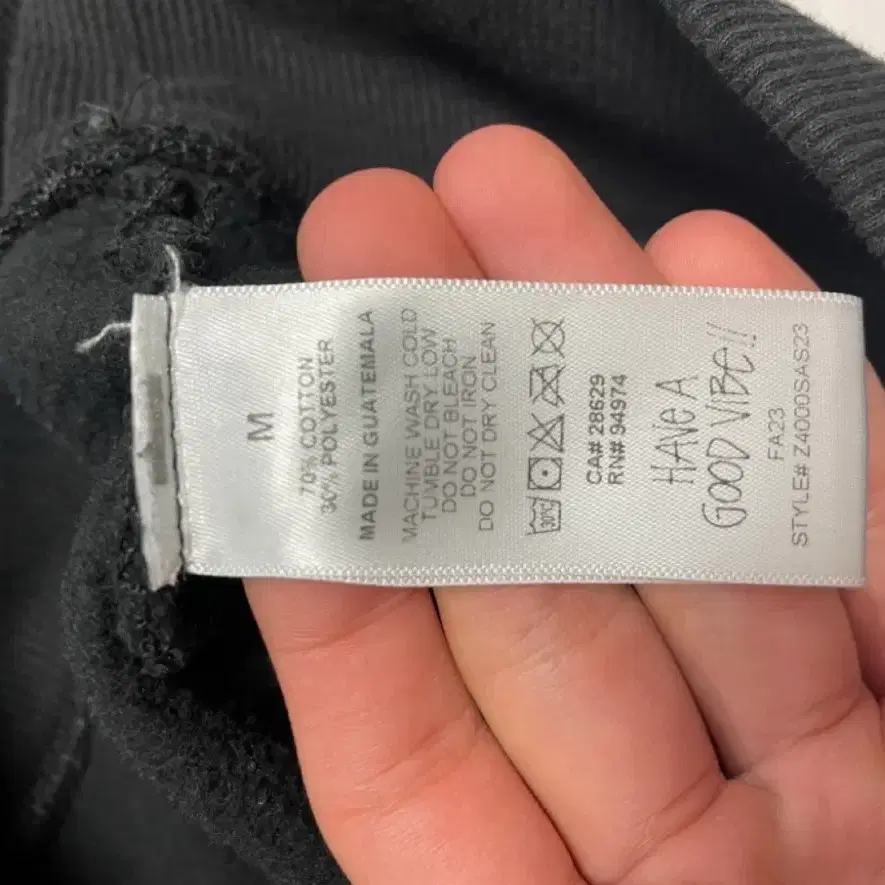 M
70% COTTON
30% POLYESTER
MADE IN GUATEMALA
MACHINE WASH COLD
TUMBLE DRY LOW
DO NOT BLEACH
DO NOT IRON
DO NOT DRY CLEAN
30°C
CA# 28629
RN# 94974
HAVE A
GOOD VIBE!!
FA23
STYLE# Z4000SAS23